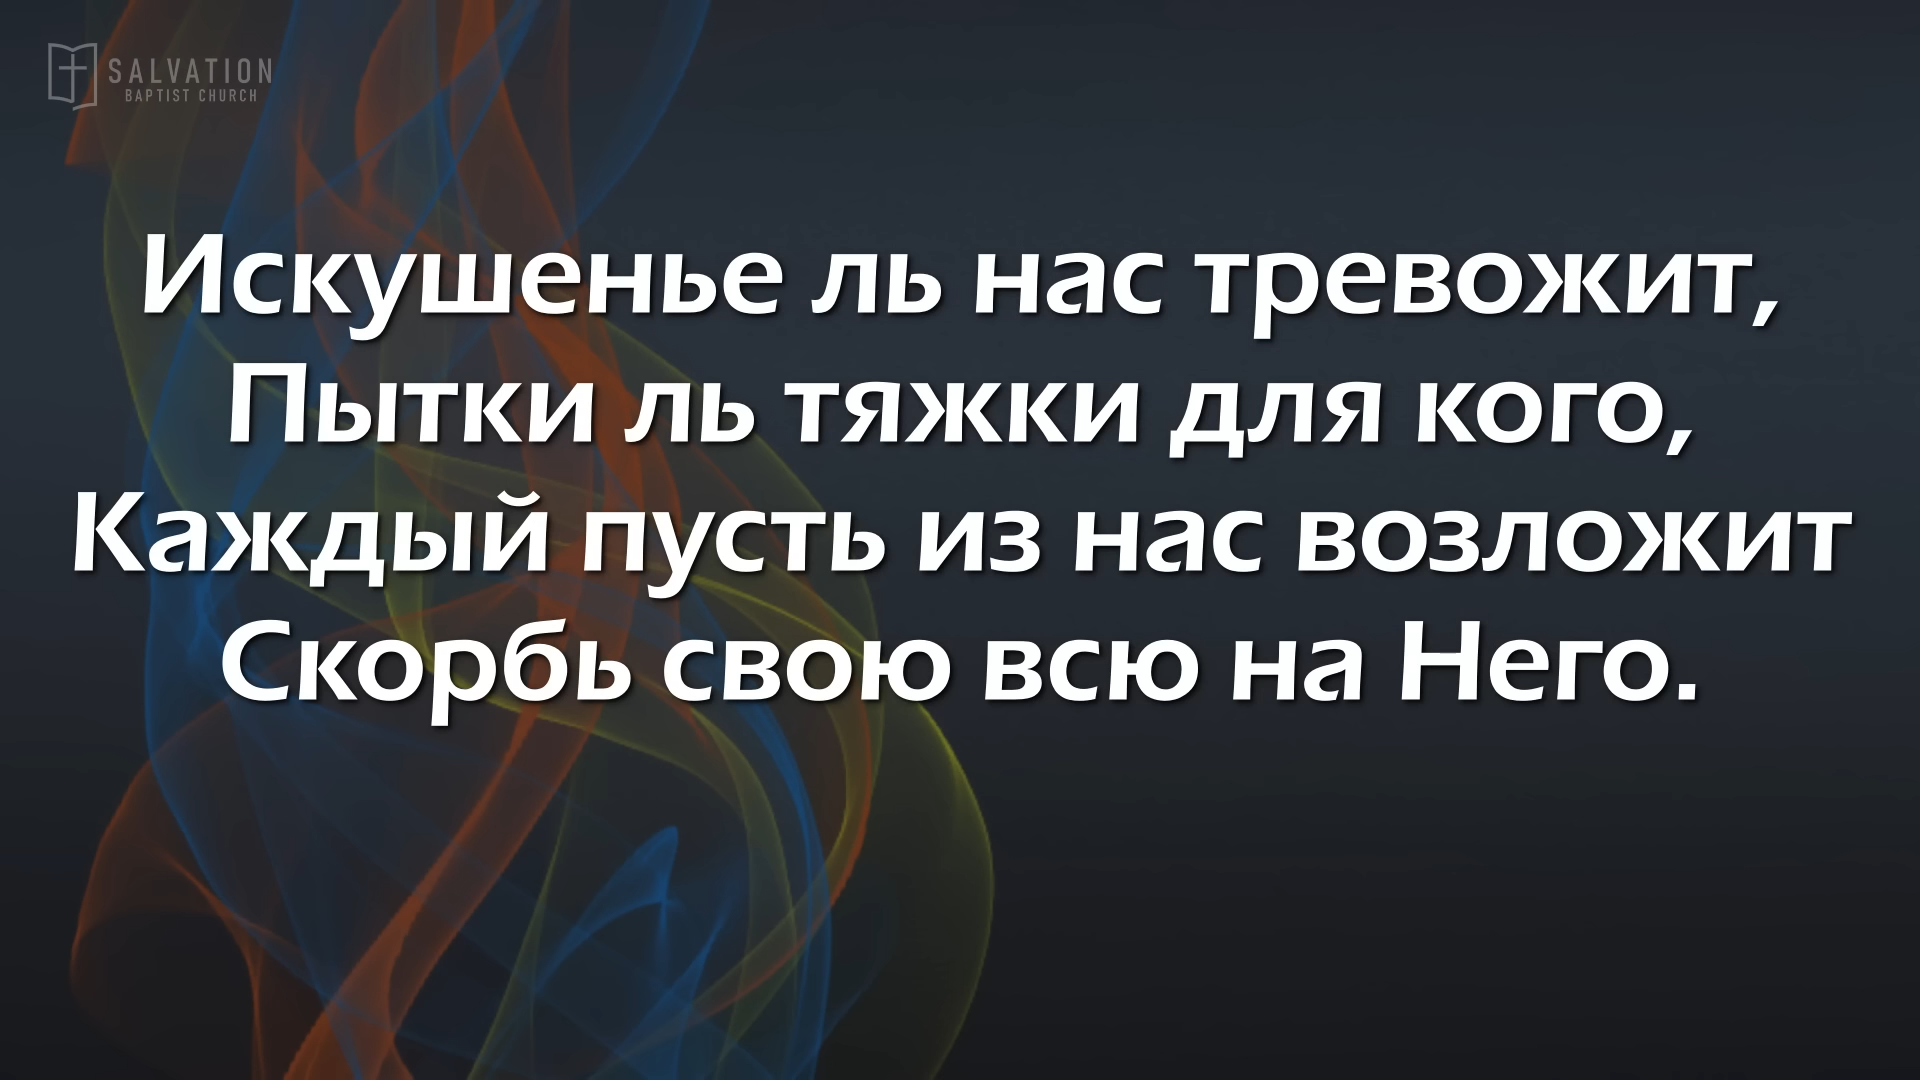 SALVATION
BAPTIST CHURCH
Искушенье ль нас тревожит,
Пытки ль тяжки для кого,
Каждый пусть из нас возложит
Скорбь свою всю на Него.